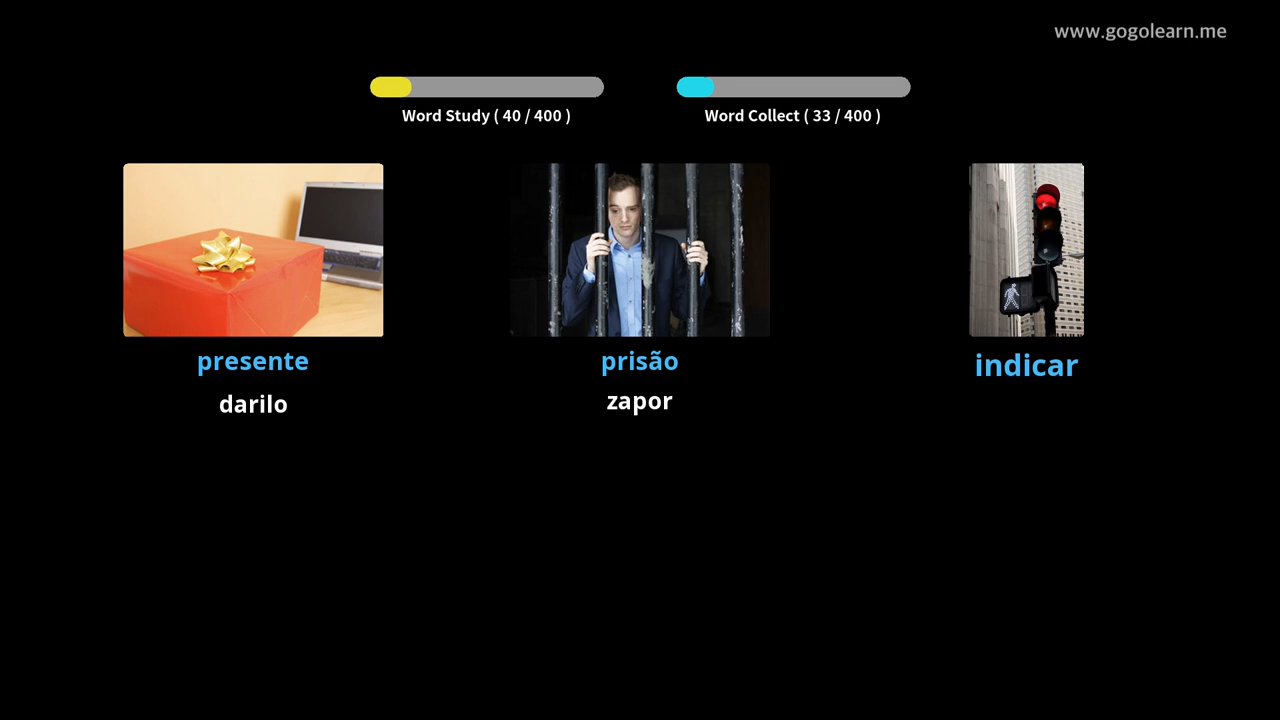 www.gogolearn.me
Word Study ( 40 / 400 )
Word Collect ( 33 / 400 )
presente
prisão
indicar
darilo
zapor